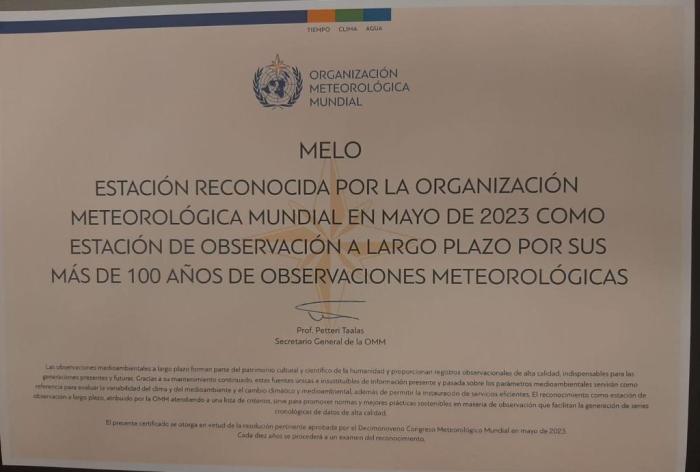 TIEMPO CLIMA AGUA
ORGANIZACIÓN
METEOROLÓGICA
MUNDIAL
MELO
ESTACIÓN RECONOCIDA POR LA ORGANIZACIÓN
METEOROLÓGICA MUNDIAL EN MAYO DE 2023 COMO
ESTACIÓN DE OBSERVACIÓN A LARGO PLAZO POR SUS
MÁS DE 100 AÑOS DE OBSERVACIONES METEOROLÓGICAS
Prof. Petteri Taalas
Secretario General de la OMM
Las observaciones medioambientales a largo plazo forman parte del patrimonio cultural y científico de la humanidad y proporcionan registros observacionales de alta calidad, indispensables para las
generaciones presentes y futuras. Gracias a su mantenimiento continuado, estas fuentes únicas e insustituibles de información presente y pasada sobre los parámetros medioambientales servirán como
referencia para evaluar la variabilidad del clima y del medioambiente y el cambio climático y medioambiental, además de permitir la instauración de servicios eficientes. El reconocimiento como estación de
observación a largo plazo, atribuido por la OMM atendiendo a una lista de criterios, sirve para promover normas y mejores prácticas sostenibles en materia de observación que facilitan la generación de series
cronológicas de datos de alta calidad.
El presente certificado se otorga en virtud de la resolución pertinente aprobada por el Decimonoveno Congreso Meteorológico Mundial en mayo de 2023.
Cada diez años se procederá a un examen del reconocimiento.